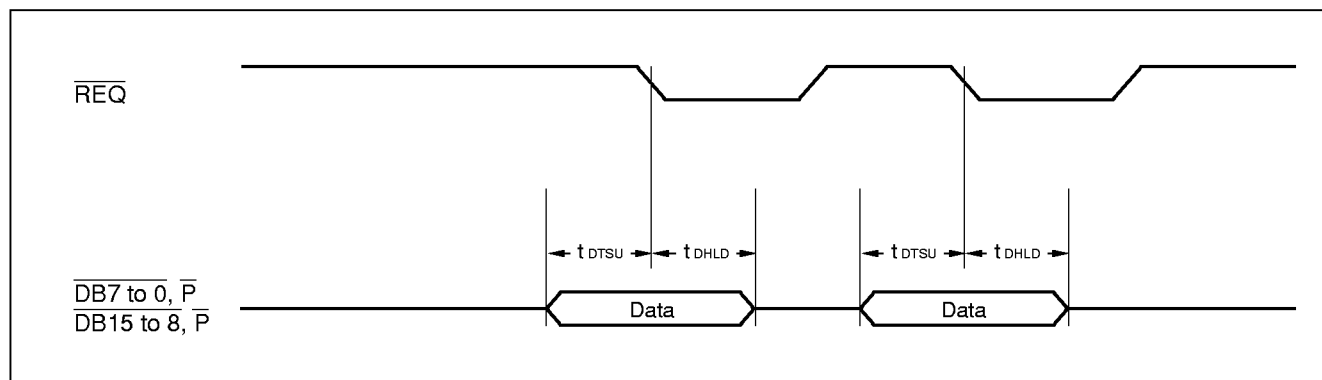 REQ
t DTSU t DHLD t DTSU t DHLD
DB7 to 0, P
DB15 to 8, P
Data Data